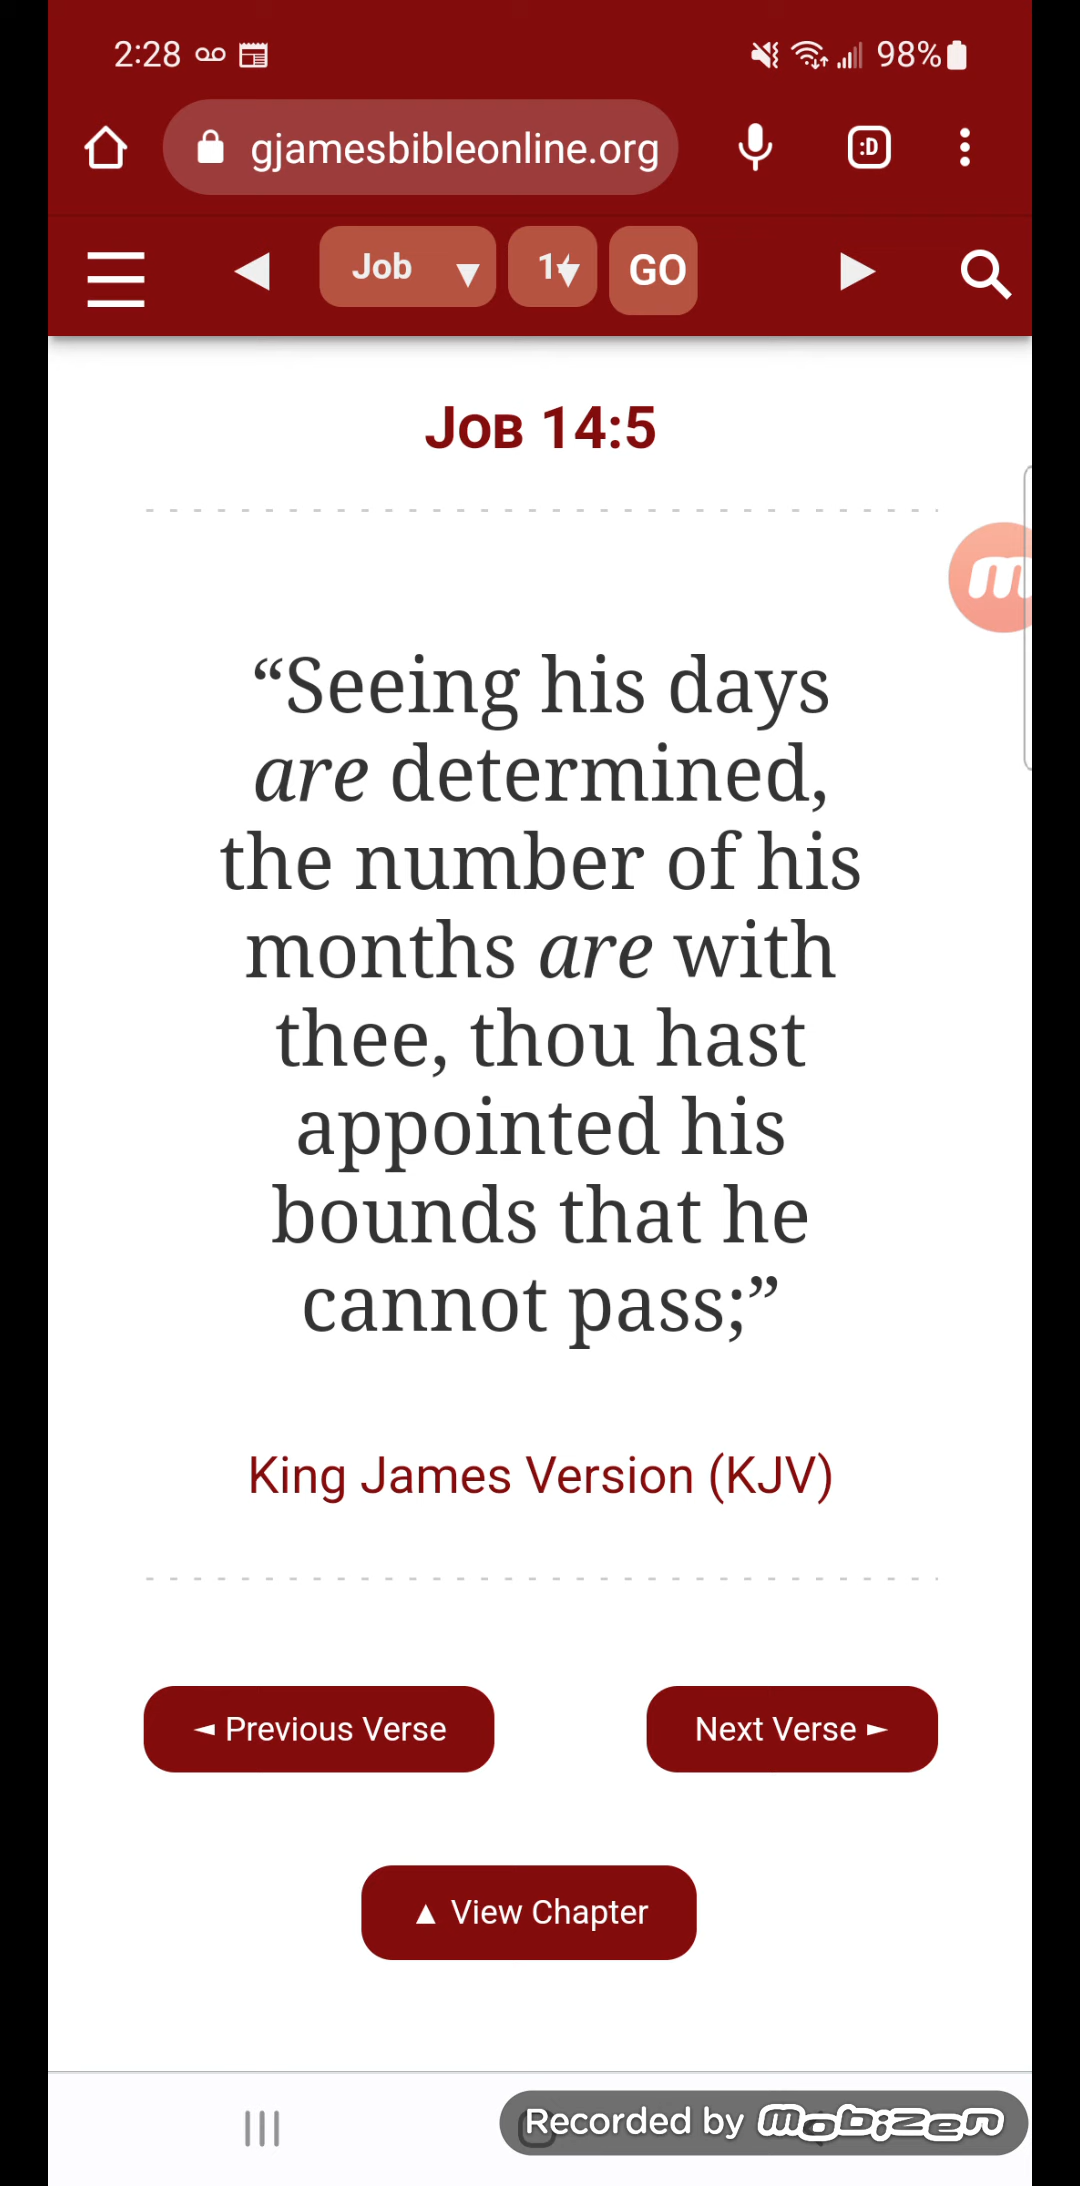 2:28 98%
gjamesbibleonline.org :D
Job GO
Job 14:5
“Seeing his days
are determined,
the number of his
months are with
thee, thou hast
appointed his
bounds that he
cannot pass;”
King James Version (KJV)
◄ Previous Verse Next Verse ►
▲ View Chapter
Recorded by mobizen